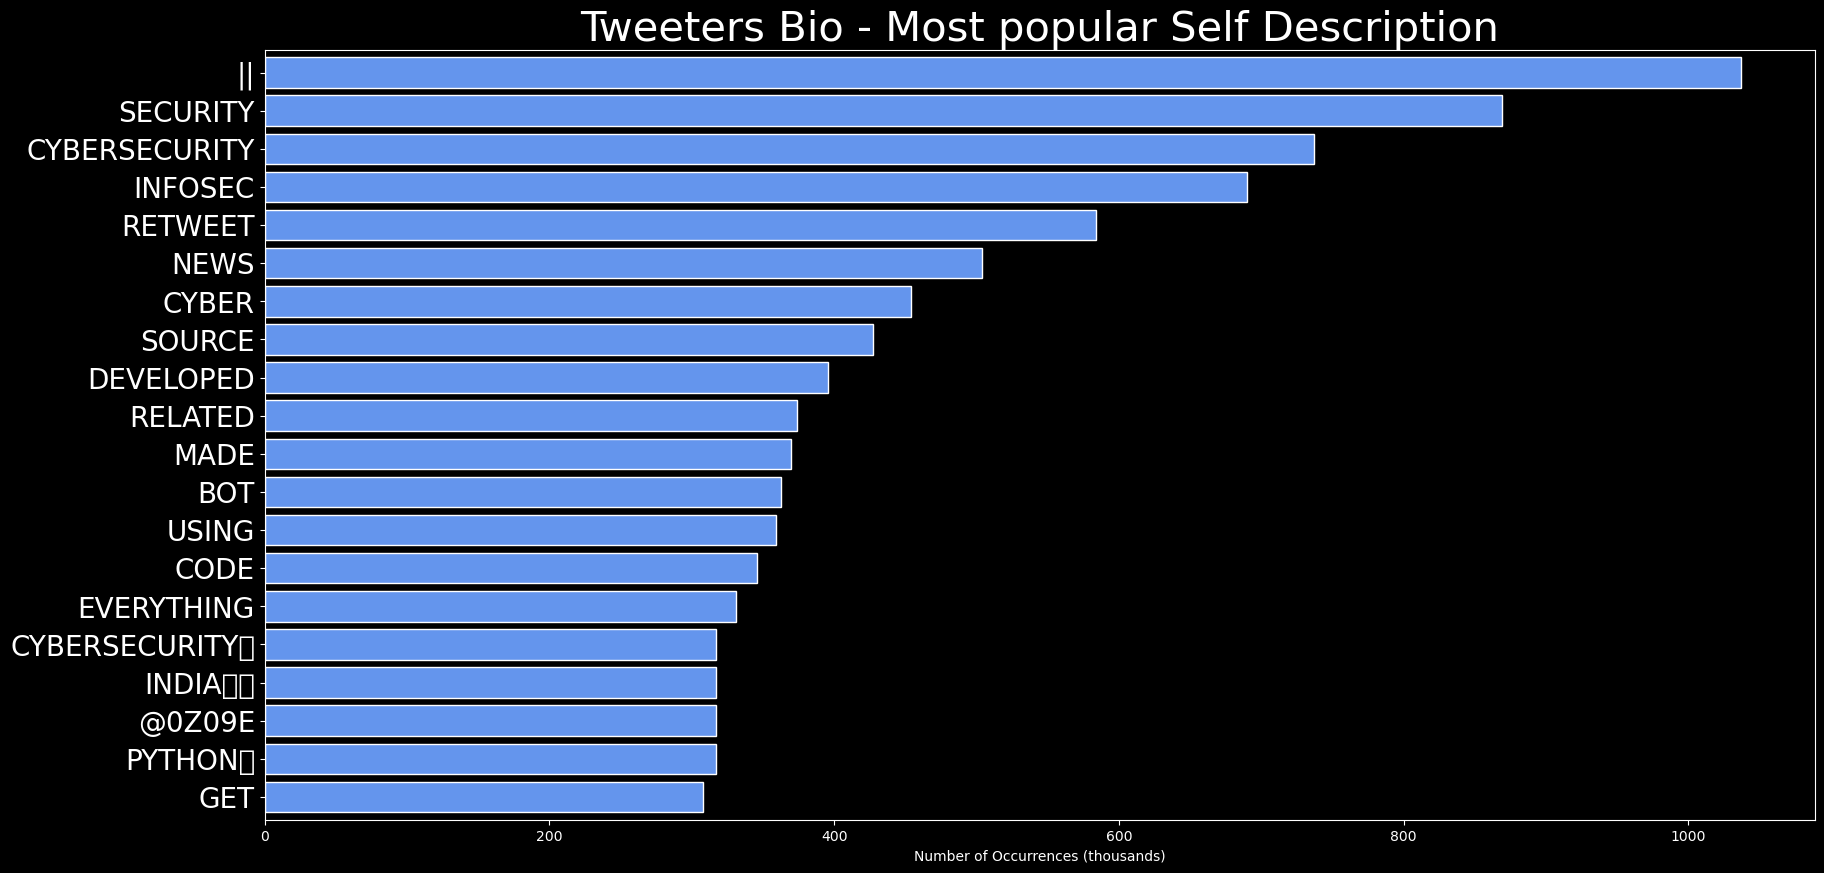 Tweeters Bio - Most popular Self Description
||
SECURITY
CYBERSECURITY
INFOSEC
RETWEET
NEWS
CYBER
SOURCE
DEVELOPED
RELATED
MADE
BOT
USING
CODE
EVERYTHING
CYBERSECURITY▯
INDIA▯▯
@0Z09E
PYTHON▯
GET
0 200 400 600 800 1000
Number of Occurrences (thousands)